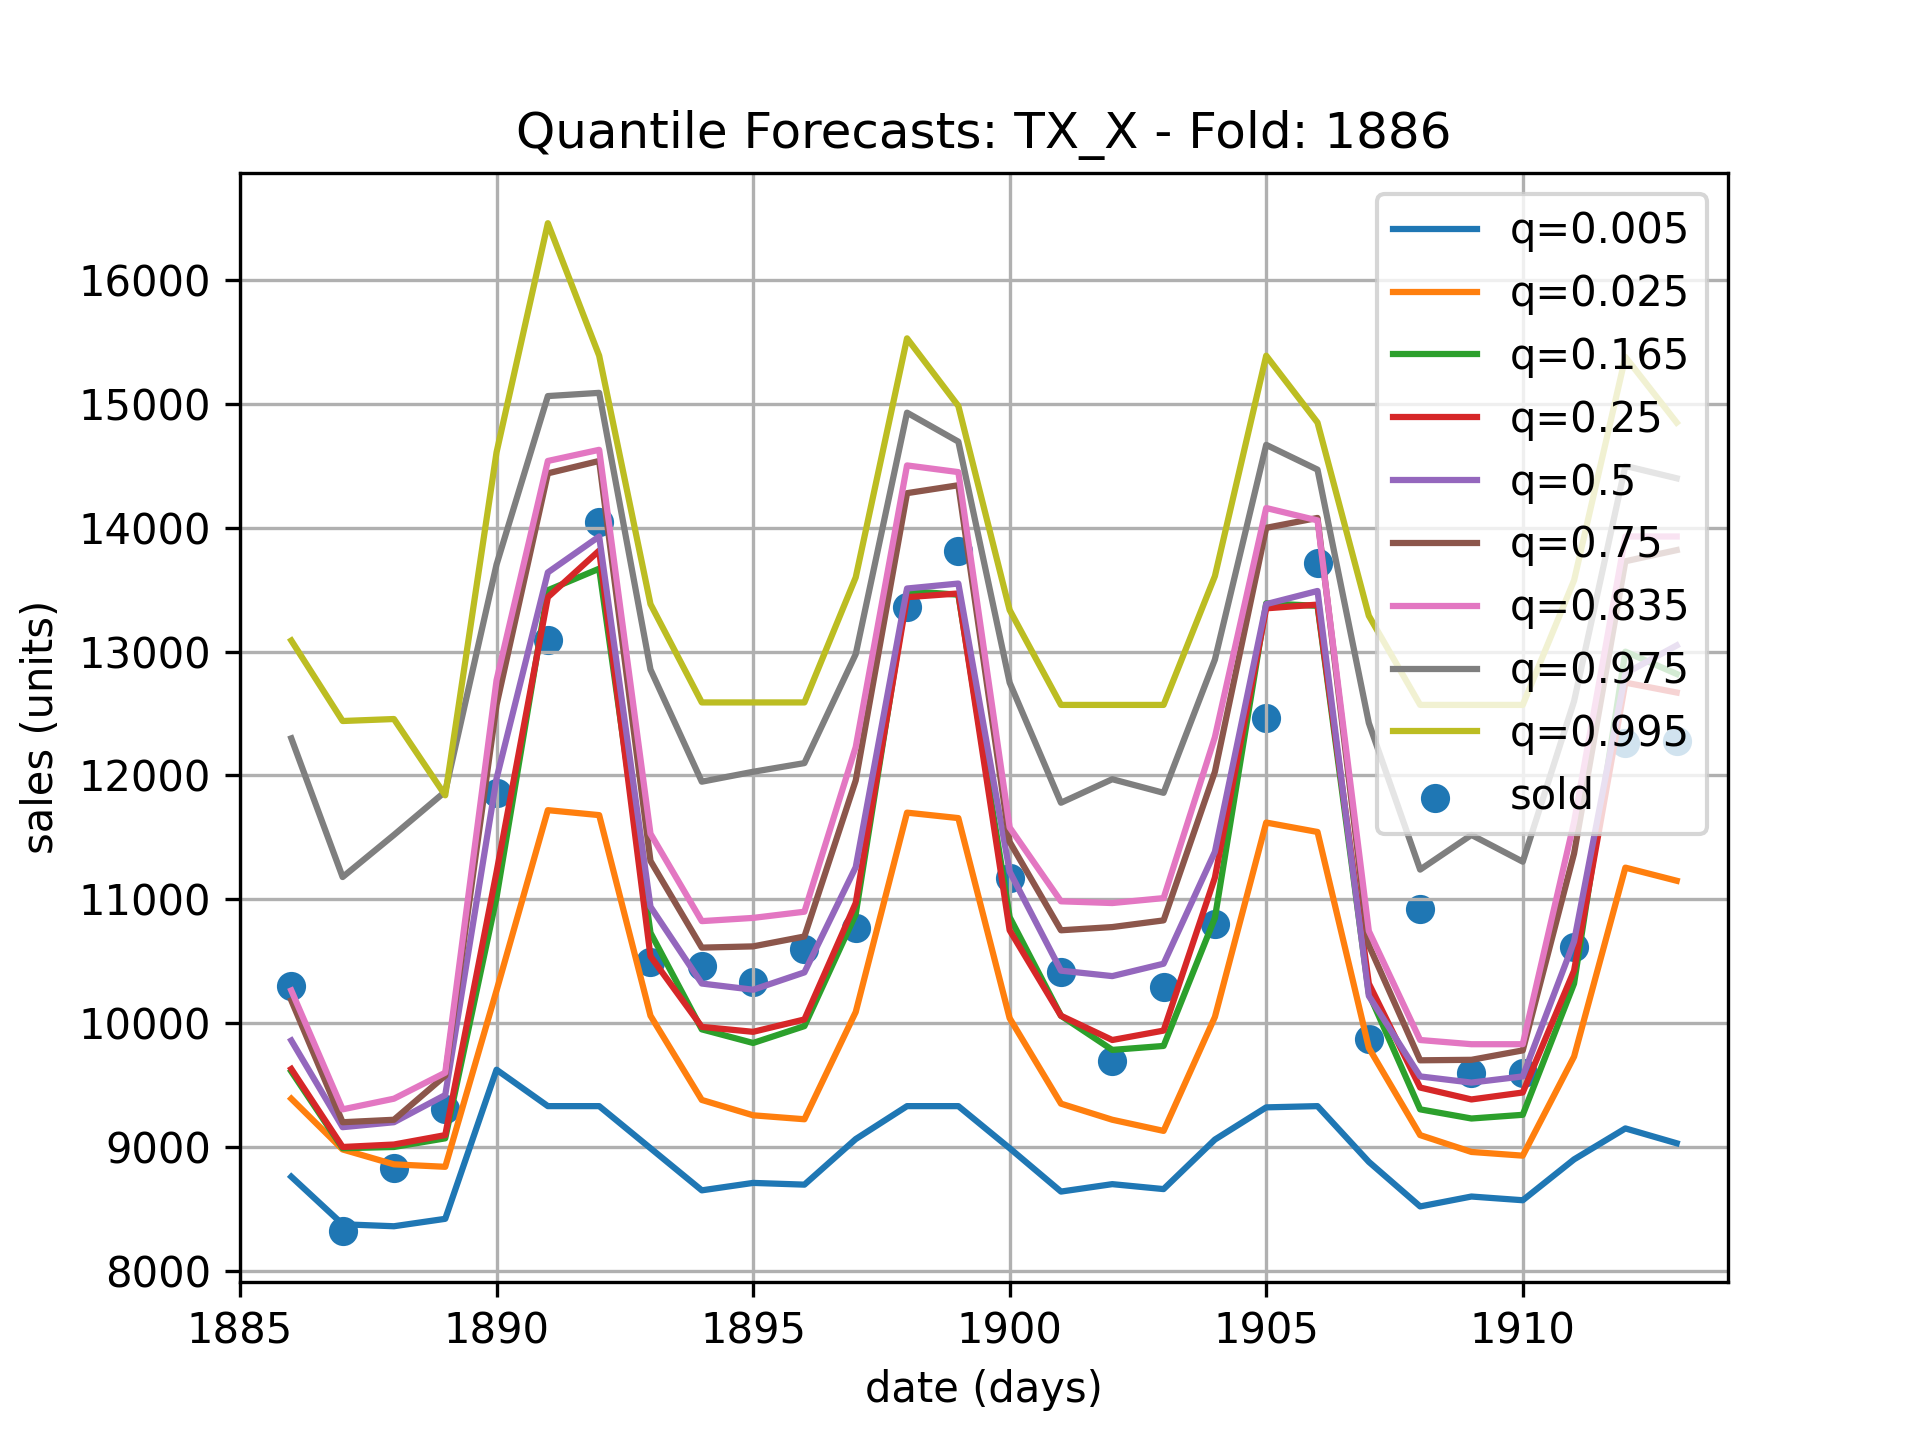 Quantile Forecasts: TX_X - Fold: 1886
sales (units)
16000
15000
14000
13000
12000
11000
10000
9000
8000
q=0.005
q=0.025
q=0.165
q=0.25
q=0.5
q=0.75
q=0.835
q=0.975
q=0.995
sold
1885 1890 1895 1900 1905 1910
date (days)